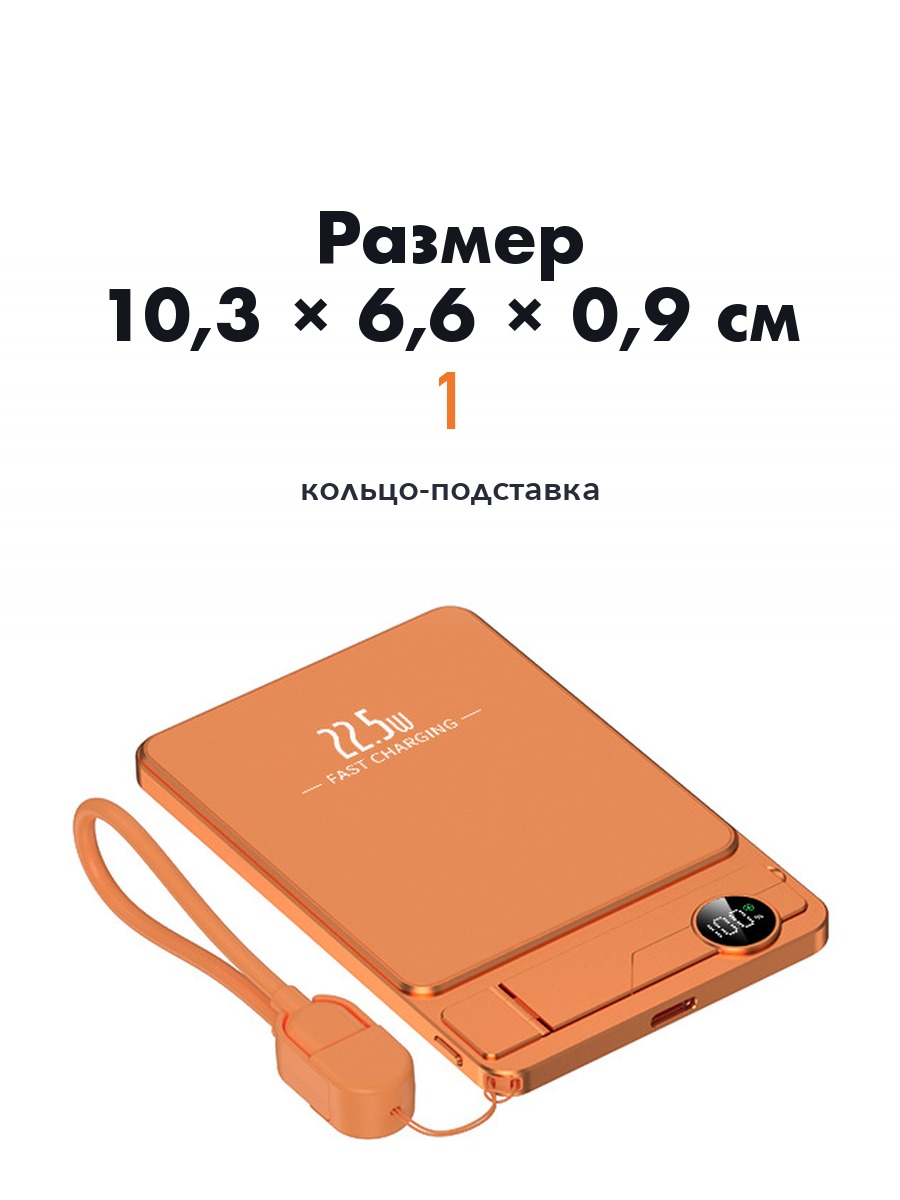 Размер
10,3 × 6,6 × 0,9 см
1
кольцо-подставка
22.5W
FAST CHARGING